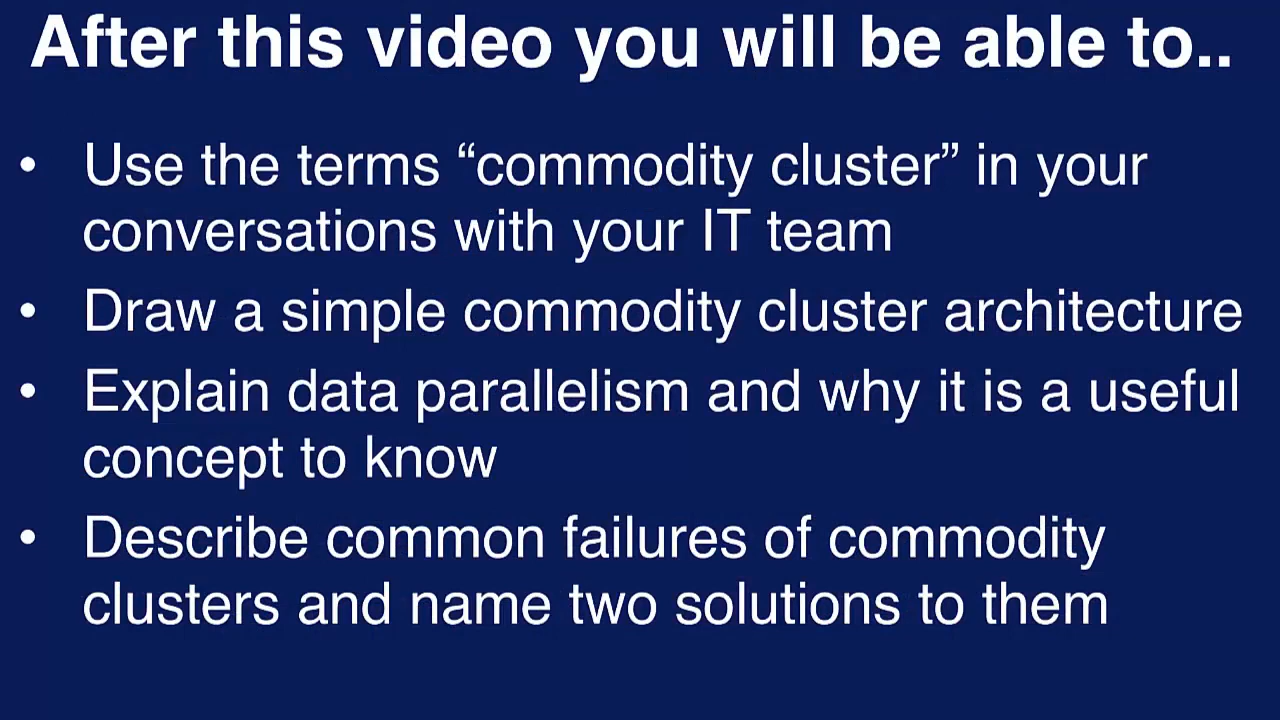 After this video you will be able to..
• Use the terms “commodity cluster” in your
conversations with your IT team
• Draw a simple commodity cluster architecture
• Explain data parallelism and why it is a useful
concept to know
• Describe common failures of commodity
clusters and name two solutions to them